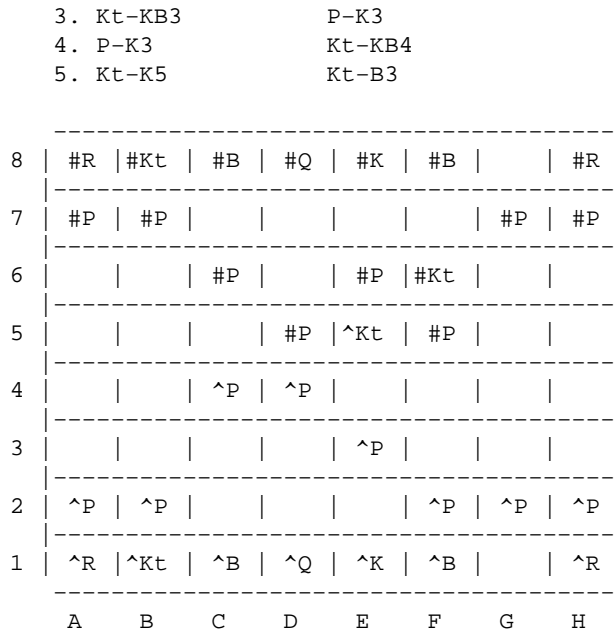 3. Kt-KB3 P-K3
4. P-K3 Kt-KB4
5. Kt-K5 Kt-B3
---------------------------------------
8 | #R |#Kt | #B | #Q | #K | #B | | #R
|---------------------------------------
7 | #P | #P | | | | | #P | #P
|---------------------------------------
6 | | | #P | | #P |#Kt | |
|---------------------------------------
5 | | | | #P |^Kt | #P | |
|---------------------------------------
4 | | | ^P | ^P | | | |
|---------------------------------------
3 | | | | | ^P | | |
|---------------------------------------
2 | ^P | ^P | | | | ^P | ^P | ^P
|---------------------------------------
1 | ^R |^Kt | ^B | ^Q | ^K | ^B | | ^R
---------------------------------------
A B C D E F G H